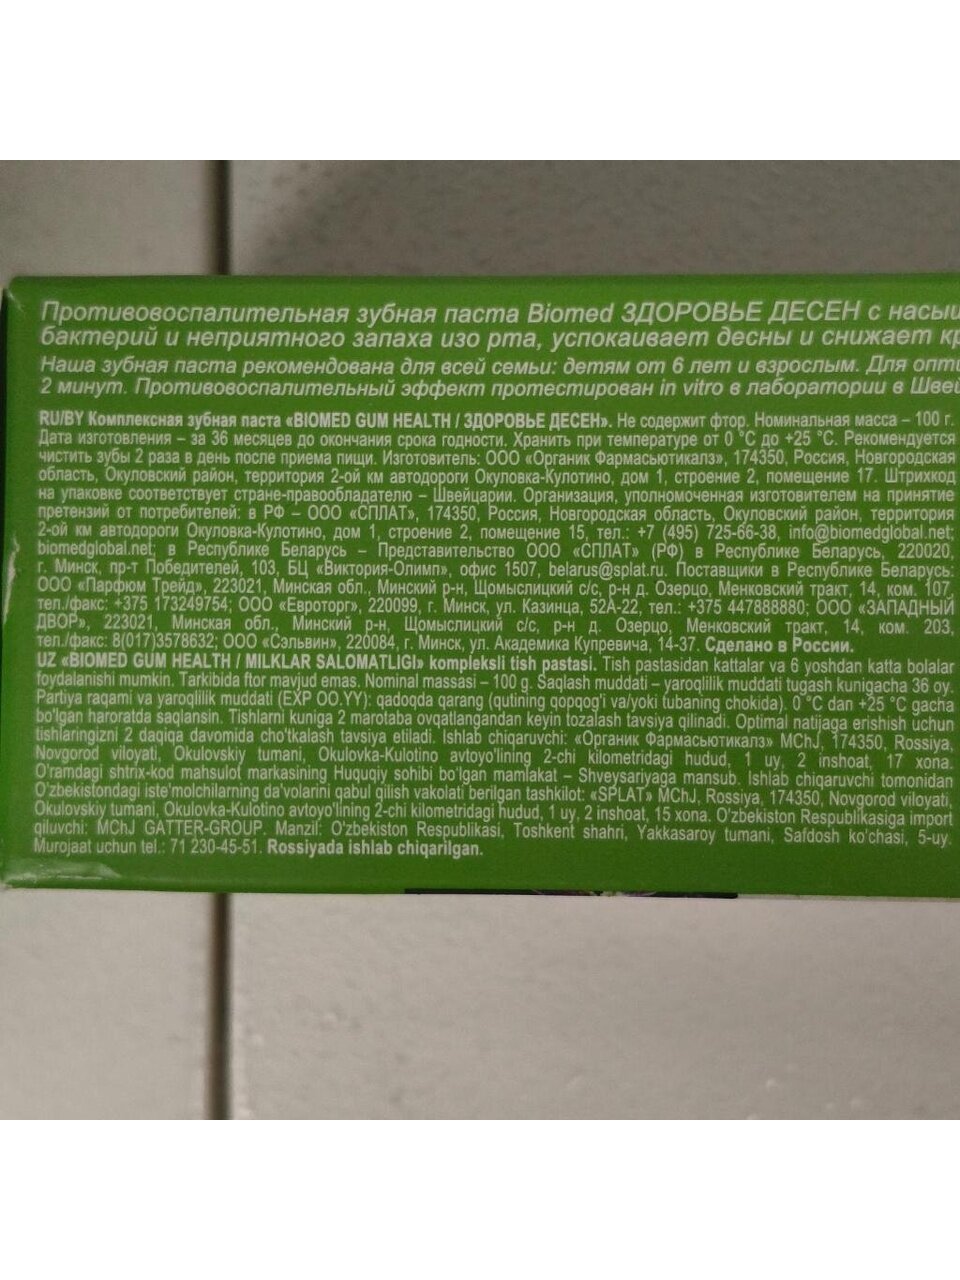 Противовоспалительная зубная паста Biomed ЗДОРОВЬЕ ДЕСЕН с
бактерий и неприятного запаха изо рта, успокаивает десны и снижает
Наша зубная паста рекомендована для всей семьи: детям от 6 лет и взрослым. Для
2 минут. Противовоспалительный эффект протестирован in vitro в лаборатории в
RU/BY Комплексная зубная паста «BIOMED GUM HEALTH / ЗДОРОВЬЕ ДЕСЕН». Не содержит фтор. Номинальная масса – 100 г.
Дата изготовления – за 36 месяцев до окончания срока годности. Хранить при температуре от 0 °C до +25 °C. Рекомендуется
чистить зубы 2 раза в день после приема пищи. Изготовитель: ООО «Органик Фармасьютикалз», 174350, Россия, Новгородская
область, Окуловский район, территория 2-ой км автодороги Окуловка-Кулотино, дом 1, строение 2, помещение 17. Штрихкод
на упаковке соответствует стране-правообладателю – Швейцарии. Организация, уполномоченная изготовителем на принятие
претензий от потребителей: в РФ – ООО «СПЛАТ», 174350, Россия, Новгородская область, Окуловский район, территория
2-ой км автодороги Окуловка-Кулотино, дом 1, строение 2, помещение 15, тел.: +7 (495) 725-66-38, info@biomedglobal.net;
biomedglobal.net; в Республике Беларусь – Представительство ООО «СПЛАТ» (РФ) в Республике Беларусь, 220020,
г. Минск, пр-т Победителей, 103, БЦ «Виктория-Олимп», офис 1507, belarus@splat.ru. Поставщики в Республике Беларусь:
ООО «Парфюм Трейд», 223021, Минская обл., Минский р-н, Щомыслицкий с/с, р-н д. Озерцо, Менковский тракт, 14, ком. 107,
тел./факс: +375 173249754; ООО «Евроторг», 220099, г. Минск, ул. Казинца, 52А-22, тел.: +375 447888880; ООО «ЗАПАДНЫЙ
ДВОР», 223021, Минская обл., Минский р-н, Щомыслицкий с/с, р-н д. Озерцо, Менковский тракт, 14, ком. 203,
тел./факс: 8(017)3578632; ООО «Сэльвин», 220084, г. Минск, ул. Академика Купревича, 14-37. Сделано в России.
UZ «BIOMED GUM HEALTH / MILKLAR SALOMATLIGI» kompleksli tish pastasi. Tish pastasidan kattalar va 6 yoshdan katta bolalar
foydalanishi mumkin. Tarkibida ftor mavjud emas. Nominal massasi – 100 g. Saqlash muddati – yaroqlilik muddati tugash kunigacha 36 oy.
Partiya raqami va yaroqlilik muddati (EXP OO.YY): qadoqda qarang (qutining qopqog'i va/yoki tubaning chokida). 0 °C dan +25 °C gacha
bo'lgan haroratda saqlansin. Tishlarni kuniga 2 marotaba ovqatlangandan keyin tozalash tavsiya qilinadi. Optimal natijaga erishish uchun
tishlaringizni 2 daqiqa davomida cho'tkalash tavsiya etiladi. Ishlab chiqaruvchi: «Органик Фармасьютикалз» MChJ, 174350, Rossiya,
Novgorod viloyati, Okulovskiy tumani, Okulovka-Kulotino avtoyo'lining 2-chi kilometridagi hudud, 1 uy, 2 inshoat, 17 xona.
O'ramdagi shtrix-kod mahsulot markasining Huquqiy sohibi bo'lgan mamlakat – Shveysariyaga mansub. Ishlab chiqaruvchi tomonidan
O'zbekistondagi iste'molchilarning da'volarini qabul qilish vakolati berilgan tashkilot: «SPLAT» MChJ, Rossiya, 174350, Novgorod viloyati,
Okulovskiy tumani, Okulovka-Kulotino avtoyo'lining 2-chi kilometridagi hudud, 1 uy, 2 inshoat, 15 xona. O'zbekiston Respublikasiga import
qiluvchi: MChJ GATTER-GROUP. Manzil: O'zbekiston Respublikasi, Toshkent shahri, Yakkasaroy tumani, Safdosh ko'chasi, 5-uy.
Murojaat uchun tel.: 71 230-45-51. Rossiyada ishlab chiqarilgan.